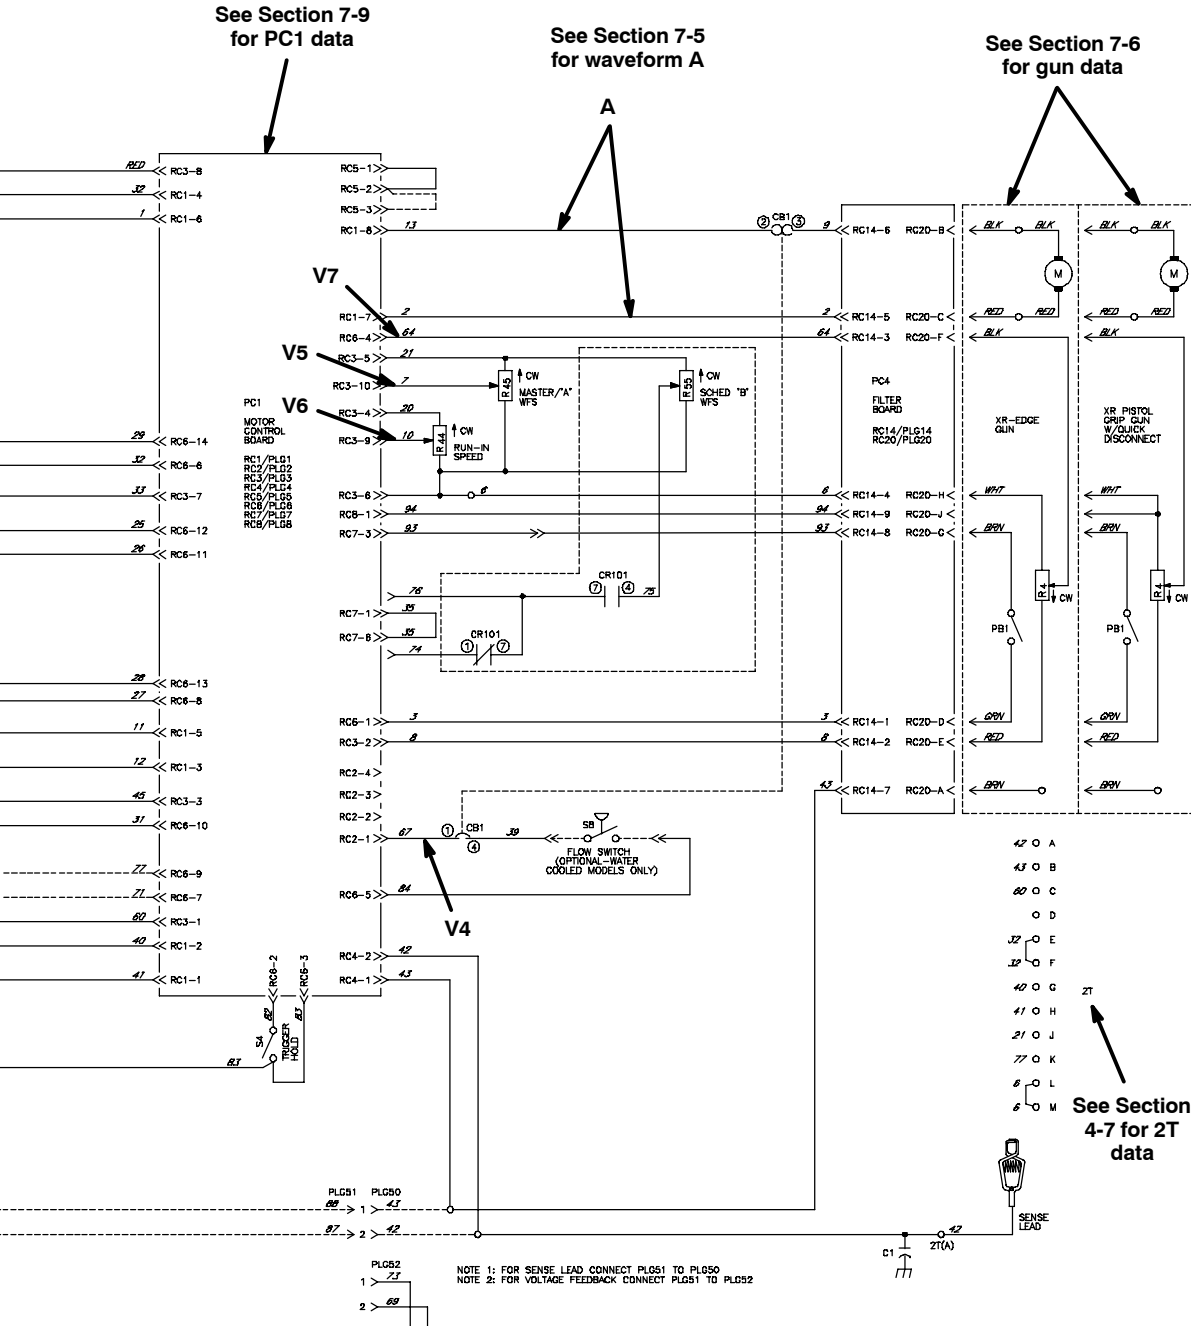 See Section 7-9
for PC1 data
See Section 7-5
for waveform A
See Section 7-6
for gun data
A
RED
RC3-8
32
RC1-4
1
RC1-6
RC5-1
RC5-2
RC5-3
RC1-8
13
2
CB1
3
9
RC14-6
RC20-B
BLK
BLK
BLK
BLK
M
M
V7
RC1-7
2
2
RC14-5
RC20-C
RED
RED
RED
RED
RC6-4
64
64
RC14-3
RC20-F
BLK
BLK
V5
RC3-5
21
RC3-10
7
R45
CW
MASTER/"A"
WFS
R55
CW
SCHED "B"
WFS
V6
RC3-4
20
RC3-9
10
R44
CW
RUN-IN
SPEED
PC1
MOTOR
CONTROL
BOARD
RC1/PLG1
RC2/PLG2
RC3/PLG3
RC4/PLG4
RC5/PLG5
RC6/PLG6
RC7/PLG7
RC8/PLG8
PC4
FILTER
BOARD
RC14/PLG14
RC20/PLG20
XR-EDGE
GUN
XR PISTOL
GRIP GUN
W/QUICK
DISCONNECT
29
RC6-14
32
RC6-6
33
RC3-7
25
RC6-12
26
RC6-11
RC3-6
6
6
RC14-4
RC20-H
WHT
WHT
RC8-1
94
94
RC14-9
RC20-J
RC7-3
93
93
RC14-8
RC20-G
BRN
BRN
76
7
CR101
4
75
RC7-1
35
RC7-6
35
74
1
CR101
7
R4
CW
PB1
R4
CW
PB1
28
RC6-13
27
RC6-8
11
RC1-5
12
RC1-3
45
RC3-3
31
RC6-10
RC6-1
3
3
RC14-1
RC20-D
GRN
GRN
RC3-2
8
8
RC14-2
RC20-E
RED
RED
RC2-4
RC2-3
RC2-2
43
RC14-7
RC20-A
BRN
BRN
RC2-1
67
1
CB1
4
39
S8
FLOW SWITCH
(OPTIONAL-WATER
COOLED MODELS ONLY)
RC6-5
84
V4
77
RC6-9
71
RC6-7
60
RC3-1
40
RC1-2
41
RC1-1
RC4-2
42
RC4-1
43
RC6-2
RC6-3
82
83
S4
TRIGGER
HOLD
83
42 A
43 B
60 C
D
32 E
32 F
40 G
41 H
21 J
77 K
6 L
6 M
2T
See Section
4-7 for 2T
data
PLG51
PLG50
88
1
43
87
2
42
C1
2T(A)
42
SENSE
LEAD
PLG52
1
73
2
69
NOTE 1: FOR SENSE LEAD CONNECT PLG51 TO PLG50
NOTE 2: FOR VOLTAGE FEEDBACK CONNECT PLG51 TO PLG52